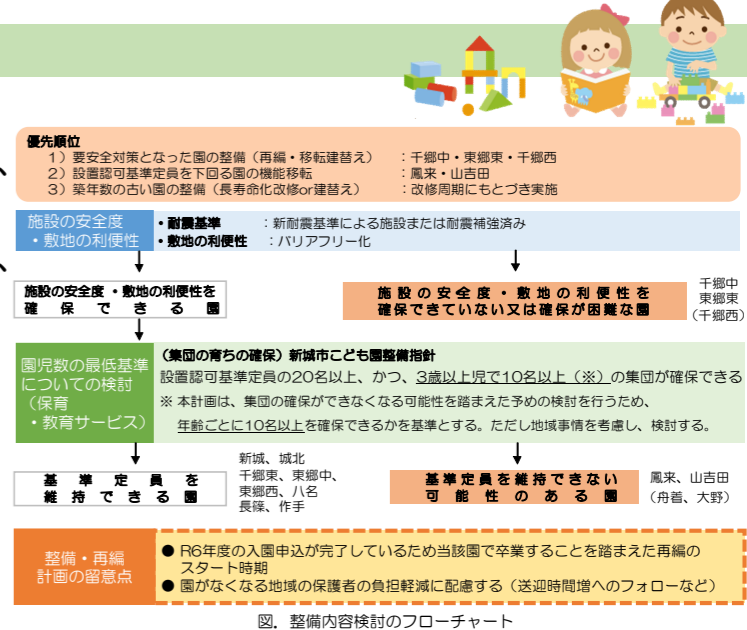 優先順位
1）要安全対策となった園の整備（再編・移転建替え）　：千郷中・東郷東・千郷西
2）設置認可基準定員を下回る園の機能移転　：鳳来・山吉田
3）築年数の古い園の整備（長寿命化改修or建替え）　：改修周期にもとづき実施
施設の安全度
・敷地の利便性
・耐震基準　：新耐震基準による施設または耐震補強済み
・敷地の利便性　：バリアフリー化
施設の安全度・敷地の利便性を
確保できる園
施設の安全度・敷地の利便性を
確保できていない又は確保が困難な園
千郷中
東郷東
（千郷西）
園児数の最低基準
についての検討
（保育
・教育サービス）
（集団の育ちの確保）新城市こども園整備指針
設置認可基準定員の20名以上、かつ、3歳以上児で10名以上（※）の集団が確保できる
※ 本計画は、集団の確保ができなくなる可能性を踏まえた予めの検討を行うため、
年齢ごとに10名以上を確保できるかを基準とする。ただし地域事情を考慮し、検討する。
基準定員を
維持できる園
新城、城北
千郷東、東郷中、
東郷西、八名
長篠、作手
基準定員を維持できない
可能性のある園
鳳来、山吉田
（舟着、大野）
整備・再編
計画の留意点
● R6年度の入園申込が完了しているため当該園で卒業することを踏まえた再編の
スタート時期
● 園がなくなる地域の保護者の負担軽減に配慮する（送迎時間増へのフォローなど）
図．整備内容検討のフローチャート